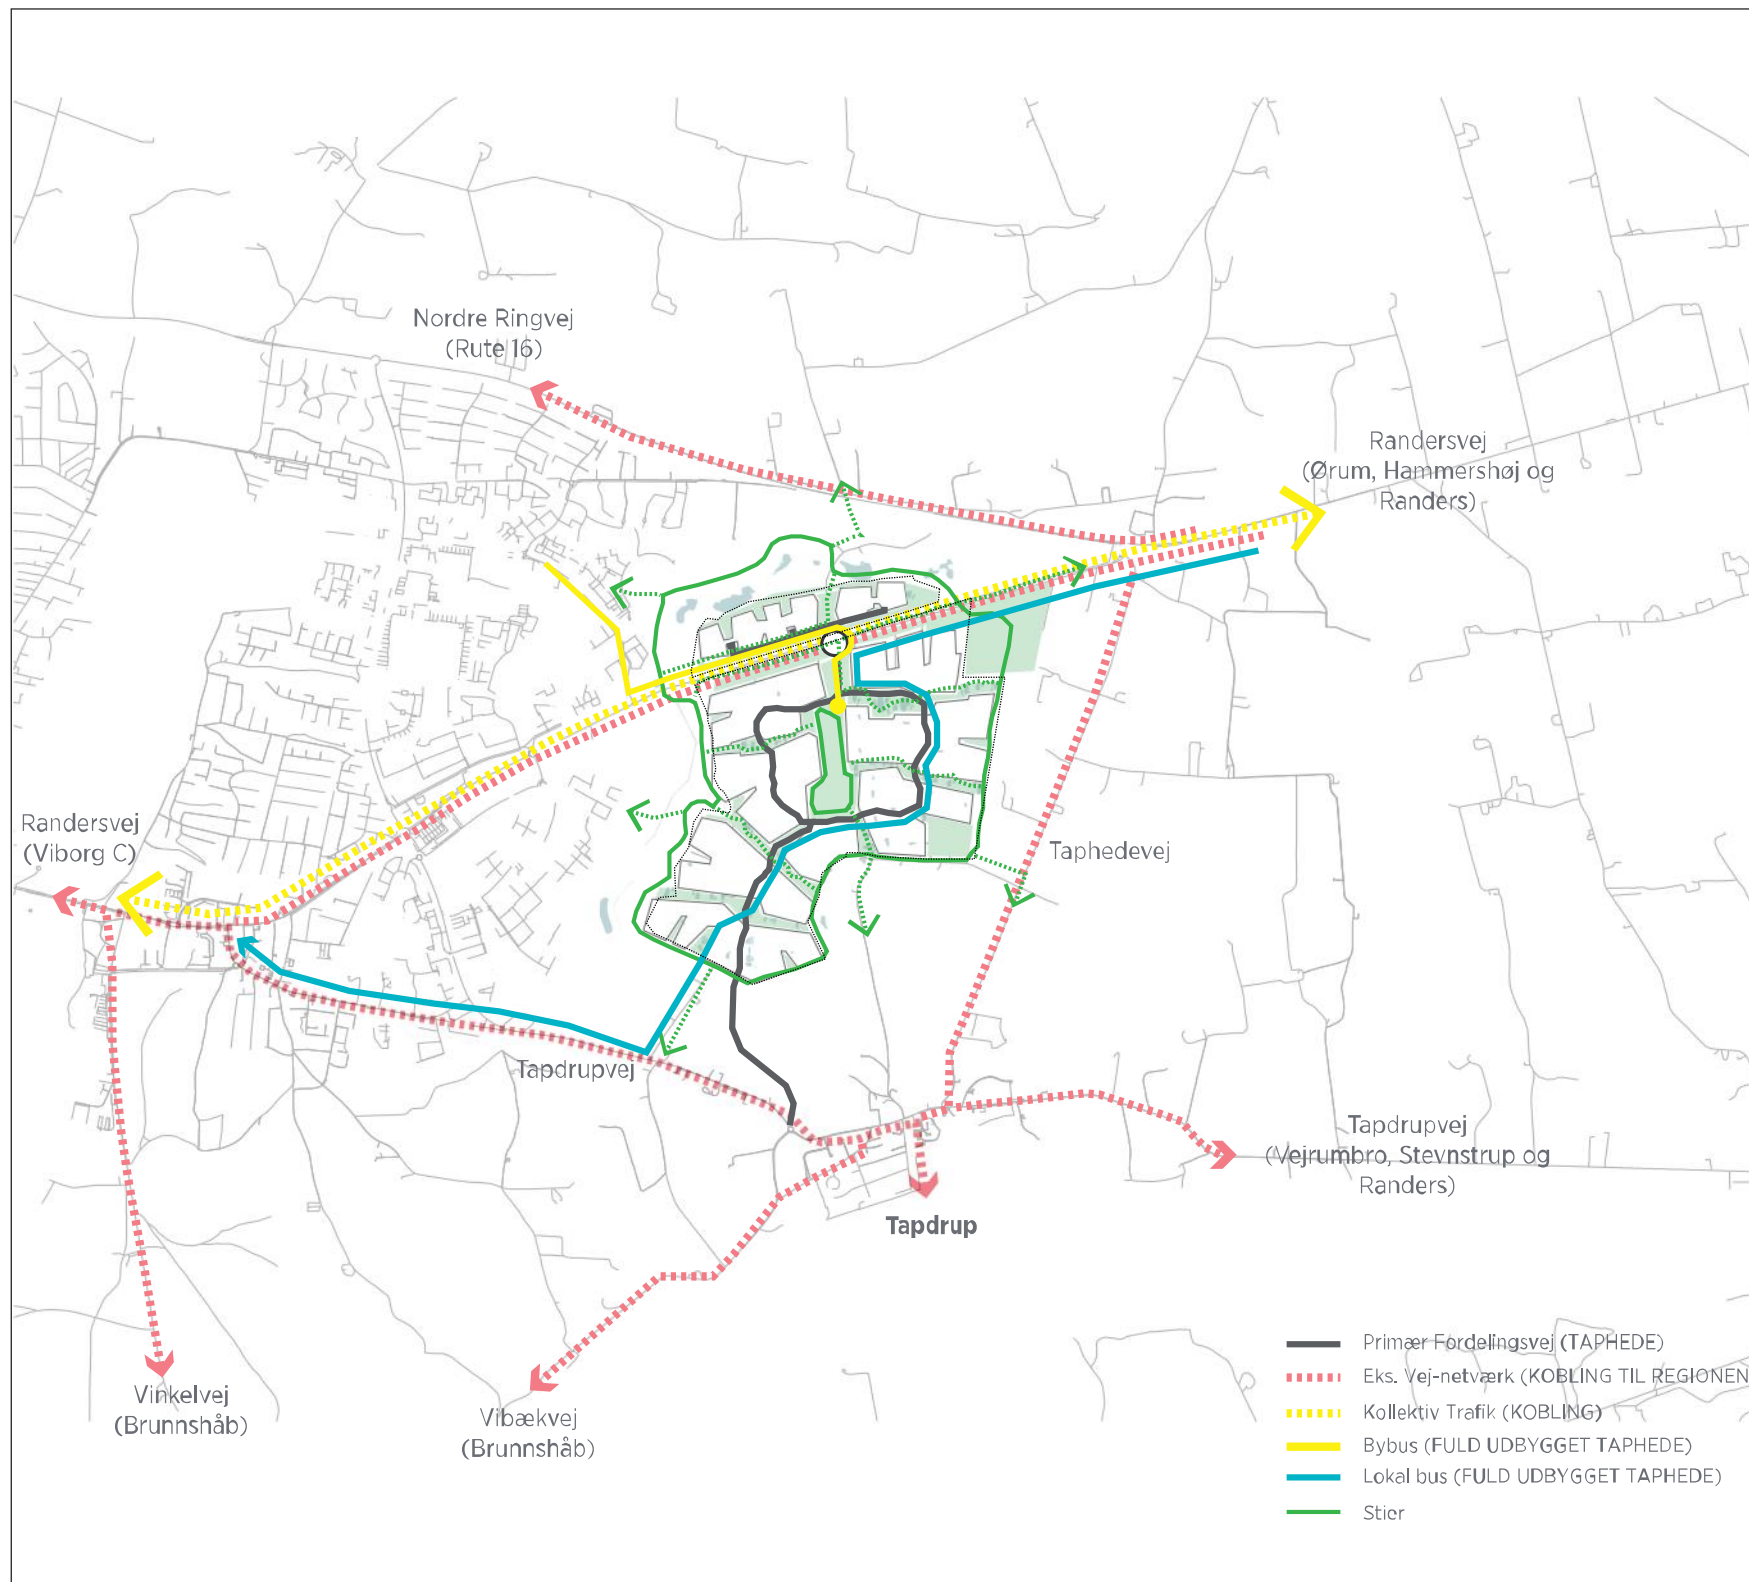 Nordre Ringvej
(Rute 16)
Randersvej
(Ørum, Hammershøj og
Randers)
Randersvej
(Viborg C)
Taphedevej
Tapdrupvej
Tapdrupvej
(Vejrumbro, Stevnstrup og
Randers)
Tapdrup
Vinkelvej
(Brunnshåb)
Vibækvej
(Brunnshåb)
Primær Fordelingsvej (TAPHEDE)
Eks. Vej-netværk (KOBLING TIL REGIONEN
Kollektiv Trafik (KOBLING)
Bybus (FULD UDBYGGET TAPHEDE)
Lokal bus (FULD UDBYGGET TAPHEDE)
Stier